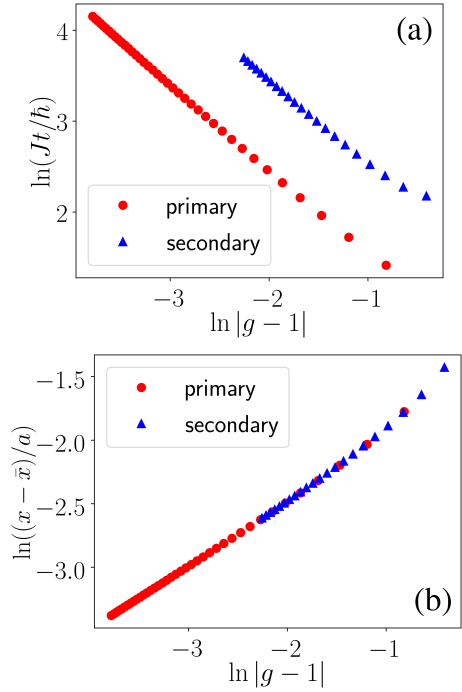 (a)
ln(Jt/ħ)
4
3
2
primary
secondary
−3
−2
−1
ln |g − 1|
ln((x − x̄)/a)
−1.5
−2.0
−2.5
−3.0
primary
secondary
(b)
−3
−2
−1
ln |g − 1|